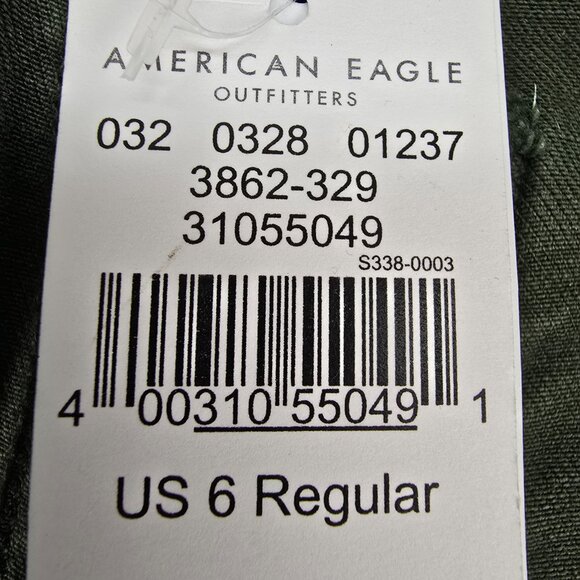 AMERICAN EAGLE
OUTFITTERS
032 0328 01237
3862-329
31055049
S338-0003
4 00310 55049 1
US 6 Regular